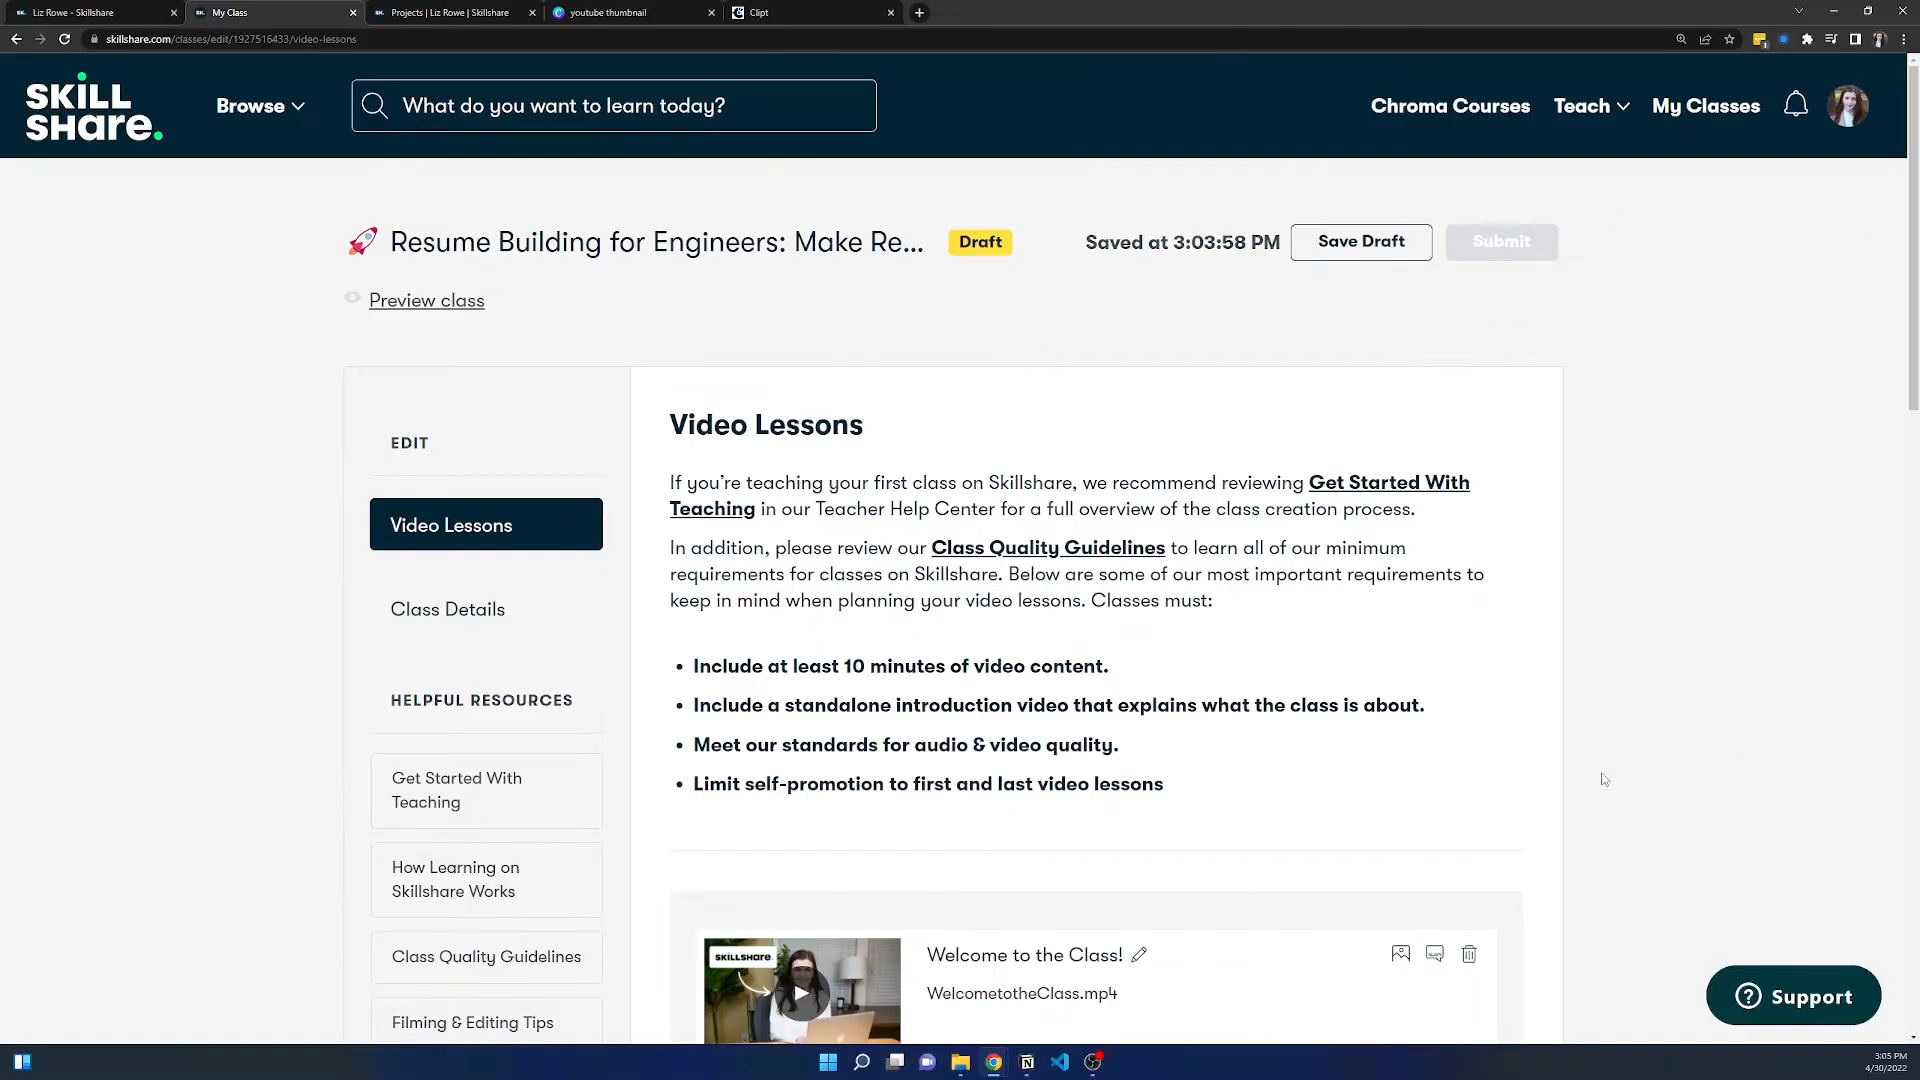 Liz Rowe - Skillshare
My Class
Projects | Liz Rowe | Skillshare
youtube thumbnail
Clipt
skillshare.com/classes/edit/1927516433/video-lessons
SKILL
SHare.
Browse
What do you want to learn today?
Chroma Courses
Teach
My Classes
🚀 Resume Building for Engineers: Make Re...
Draft
Saved at 3:03:58 PM
Save Draft
Submit
Preview class
EDIT
Video Lessons
Class Details
HELPFUL RESOURCES
Get Started With
Teaching
How Learning on
Skillshare Works
Class Quality Guidelines
Filming & Editing Tips
Video Lessons
If you’re teaching your first class on Skillshare, we recommend reviewing Get Started With
Teaching in our Teacher Help Center for a full overview of the class creation process.
In addition, please review our Class Quality Guidelines to learn all of our minimum
requirements for classes on Skillshare. Below are some of our most important requirements to
keep in mind when planning your video lessons. Classes must:
• Include at least 10 minutes of video content.
• Include a standalone introduction video that explains what the class is about.
• Meet our standards for audio & video quality.
• Limit self-promotion to first and last video lessons
SKILLSHARE
Welcome to the Class!
WelcometotheClass.mp4
Support
3:05 PM
4/30/2022